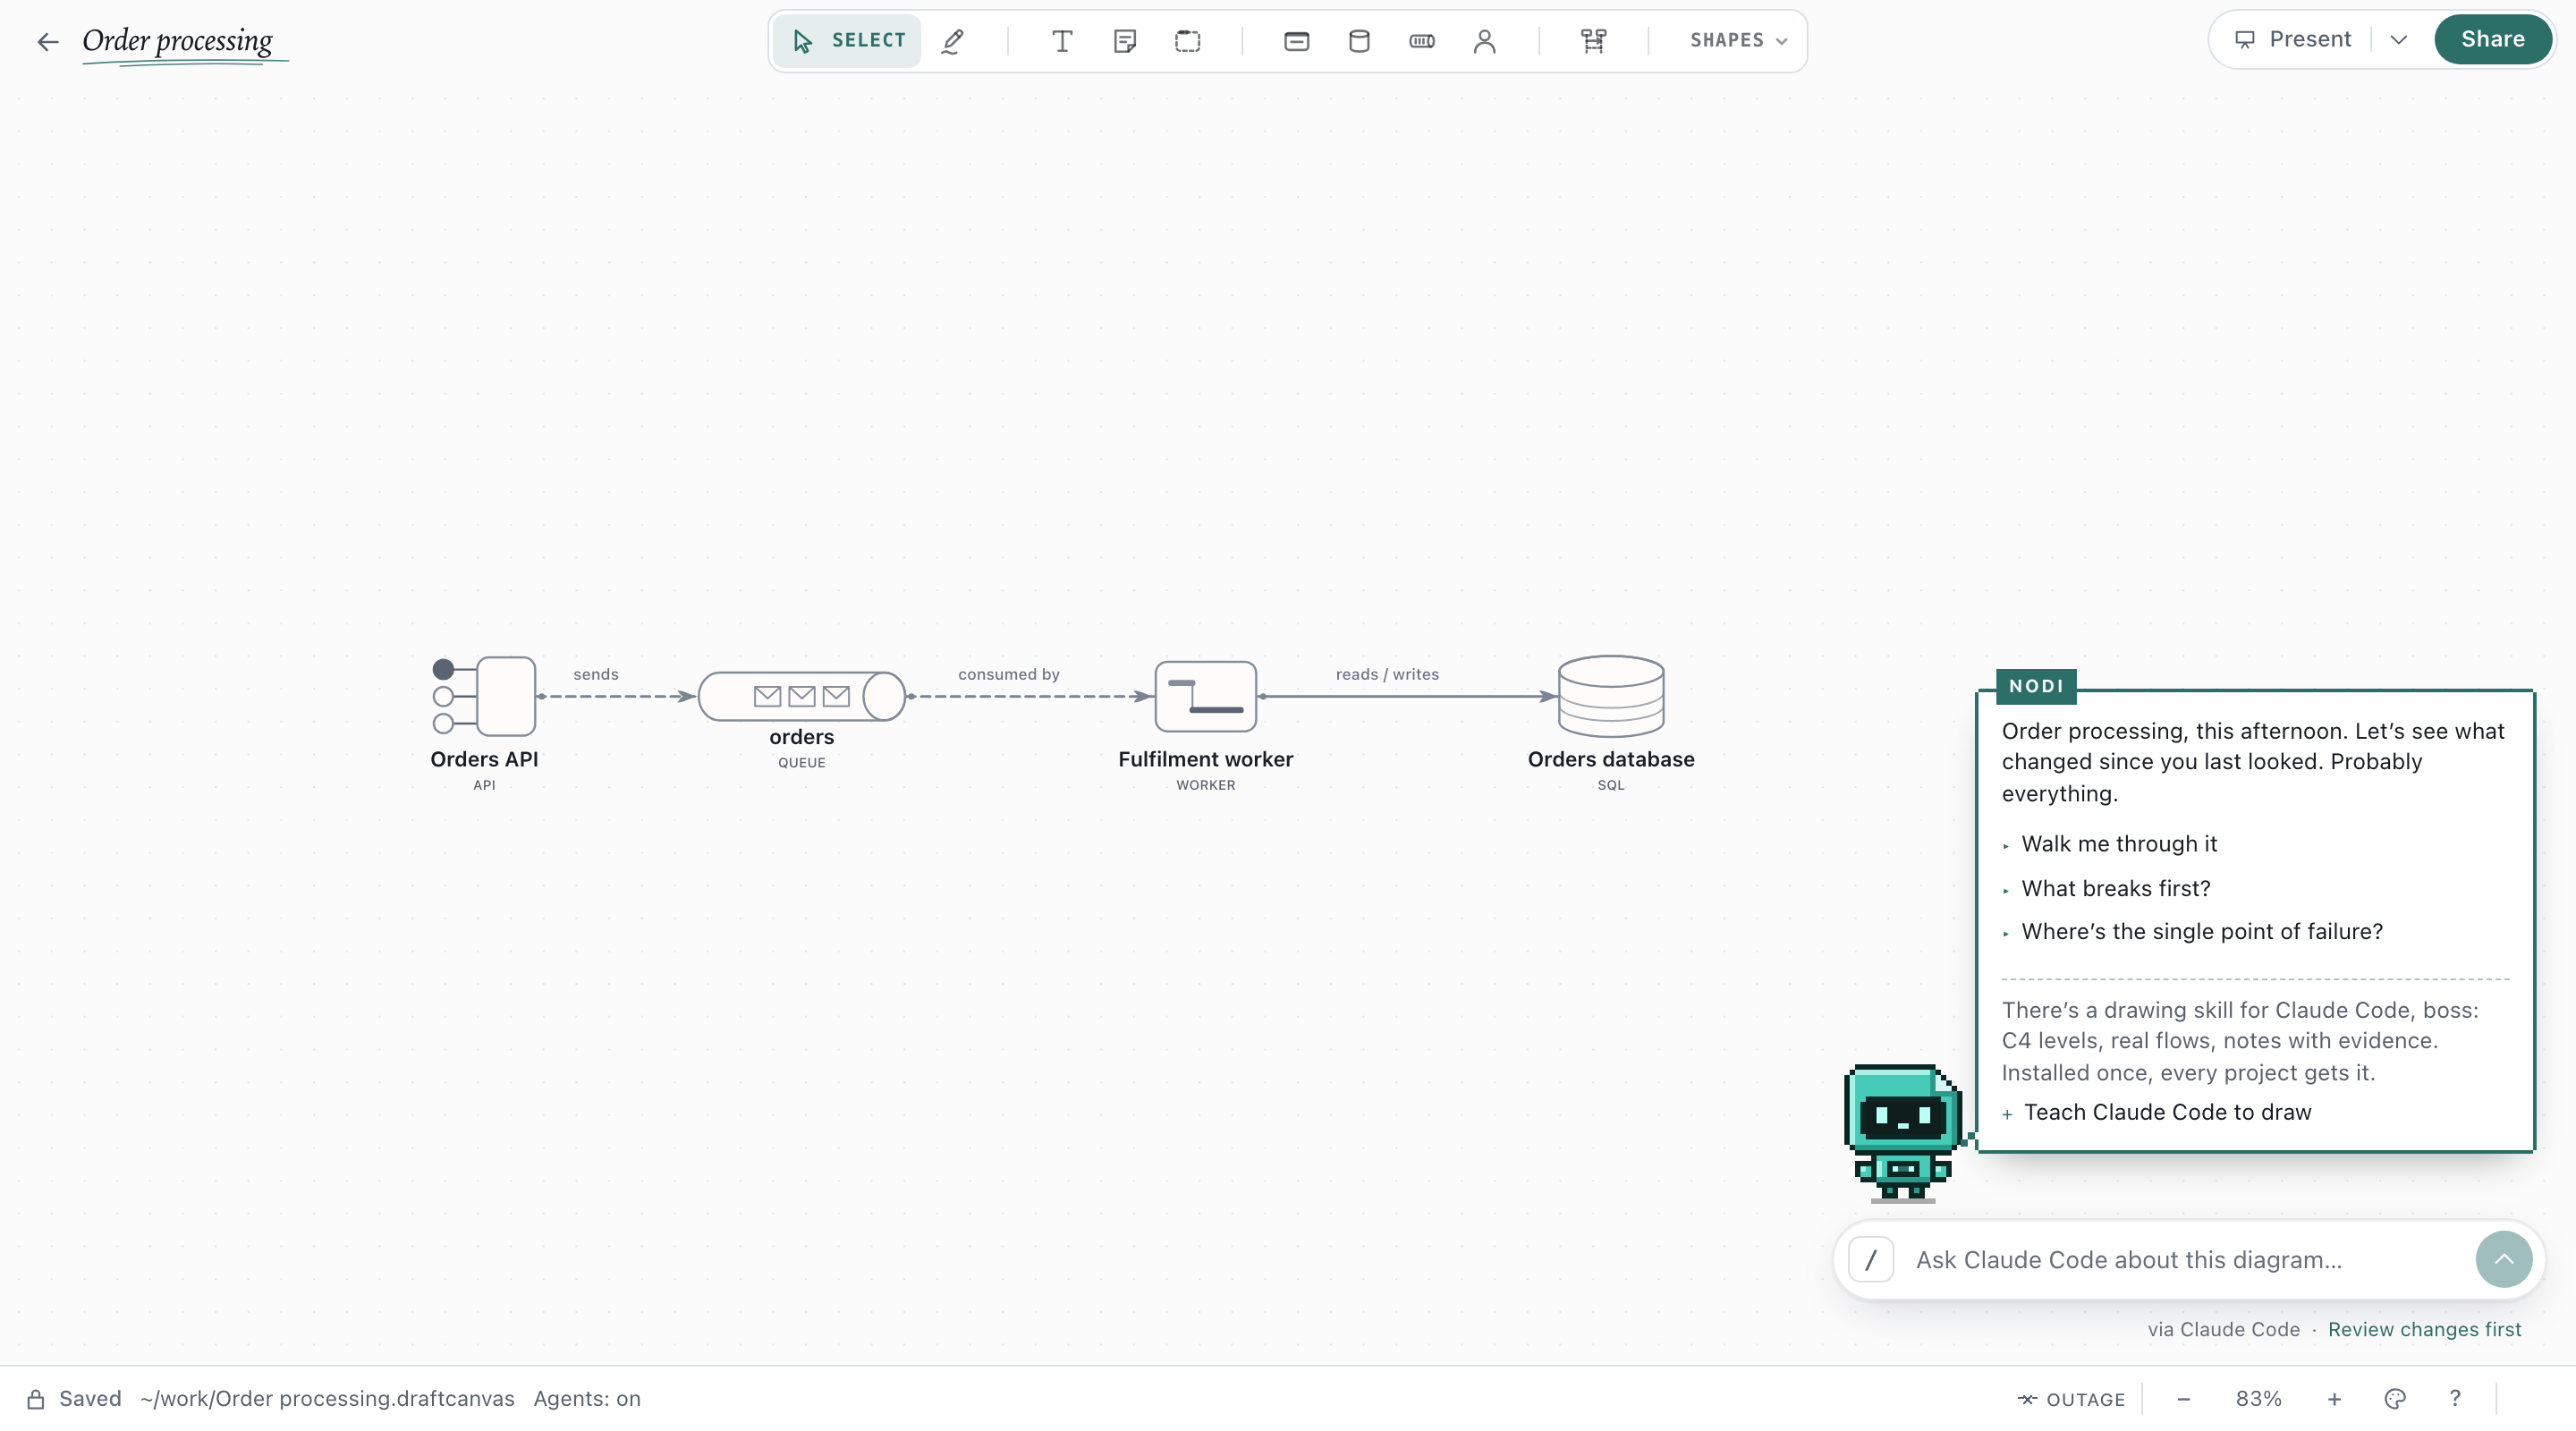 Order processing
SELECT
SHAPES
Present
Share
sends
consumed by
reads / writes
Orders API
API
orders
QUEUE
Fulfilment worker
WORKER
Orders database
SQL
NODI
Order processing, this afternoon. Let’s see what
changed since you last looked. Probably
everything.
Walk me through it
What breaks first?
Where’s the single point of failure?
There’s a drawing skill for Claude Code, boss:
C4 levels, real flows, notes with evidence.
Installed once, every project gets it.
+ Teach Claude Code to draw
/ Ask Claude Code about this diagram...
via Claude Code · Review changes first
Saved ~/work/Order processing.draftcanvas Agents: on
OUTAGE − 83% + ?